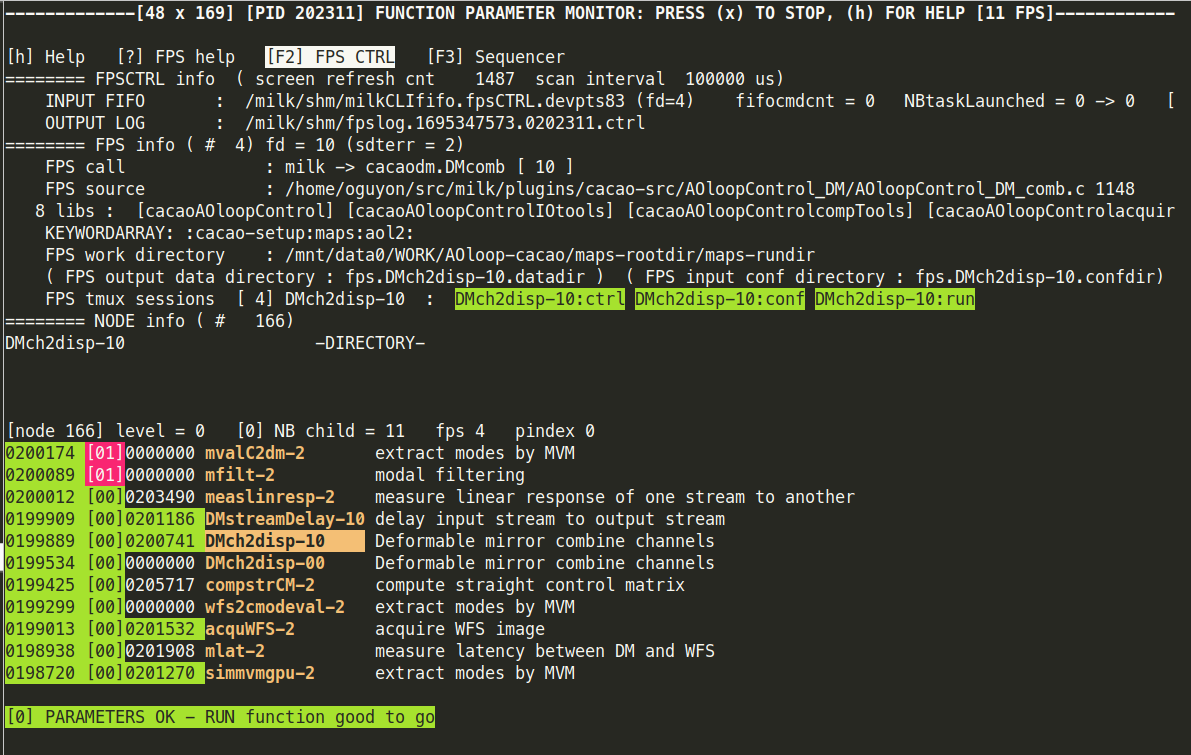 -------------[48 x 169] [PID 202311] FUNCTION PARAMETER MONITOR: PRESS (x) TO STOP, (h) FOR HELP [11 FPS]------------
[h] Help   [?] FPS help   [F2] FPS CTRL   [F3] Sequencer
======== FPSCTRL info  ( screen refresh cnt    1487  scan interval  100000 us)
    INPUT FIFO       :  /milk/shm/milkCLIfifo.fpsCTRL.devpts83 (fd=4)    fifocmdcnt = 0   NBtaskLaunched = 0 -> 0   [
    OUTPUT LOG       :  /milk/shm/fpslog.1695347573.0202311.ctrl
======== FPS info ( #  4) fd = 10 (sdterr = 2)
    FPS call              : milk -> cacaodm.DMcomb [ 10 ]
    FPS source            : /home/oguyon/src/milk/plugins/cacao-src/AOloopControl_DM/AOloopControl_DM_comb.c 1148
   8 libs :  [cacaoAOloopControl] [cacaoAOloopControlIOtools] [cacaoAOloopControlcompTools] [cacaoAOloopControlacquir
    KEYWORDARRAY: :cacao-setup:maps:aol2:
    FPS work directory    : /mnt/data0/WORK/AOloop-cacao/maps-rootdir/maps-rundir
    ( FPS output data directory : fps.DMch2disp-10.datadir )  ( FPS input conf directory : fps.DMch2disp-10.confdir)
    FPS tmux sessions  [ 4] DMch2disp-10  :  DMch2disp-10:ctrl DMch2disp-10:conf DMch2disp-10:run
======== NODE info ( #   166)
DMch2disp-10                   -DIRECTORY-
[node 166] level = 0   [0] NB child = 11   fps 4   pindex 0
0200174 [01]0000000 mvalC2dm-2       extract modes by MVM
0200089 [01]0000000 mfilt-2          modal filtering
0200012 [00]0203490 measlinresp-2    measure linear response of one stream to another
0199909 [00]0201186 DMstreamDelay-10 delay input stream to output stream
0199889 [00]0200741 DMch2disp-10     Deformable mirror combine channels
0199534 [00]0000000 DMch2disp-00     Deformable mirror combine channels
0199425 [00]0205717 compstrCM-2      compute straight control matrix
0199299 [00]0000000 wfs2cmodeval-2   extract modes by MVM
0199013 [00]0201532 acquWFS-2        acquire WFS image
0198938 [00]0201908 mlat-2           measure latency between DM and WFS
0198720 [00]0201270 simmvmgpu-2      extract modes by MVM
[0] PARAMETERS OK - RUN function good to go